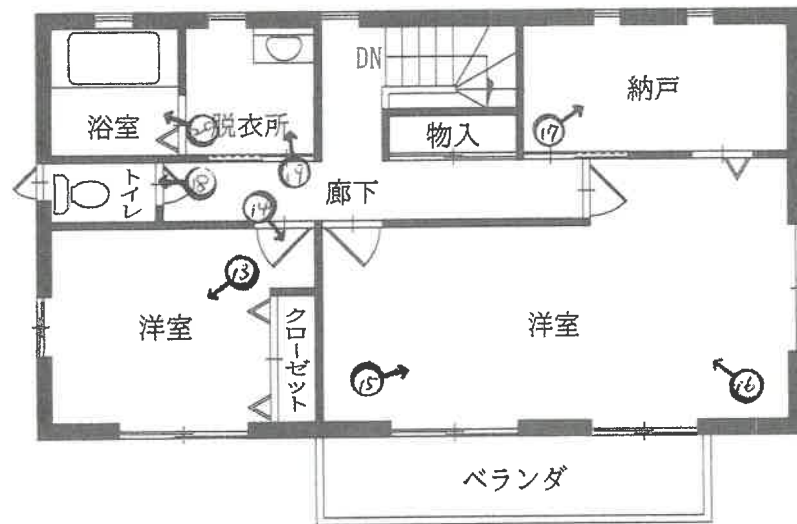 DN
納戸
浴室
20
脱衣所
物入
17
トイレ
18
19
廊下
14
13
洋室
クローゼット
洋室
15
16
ベランダ